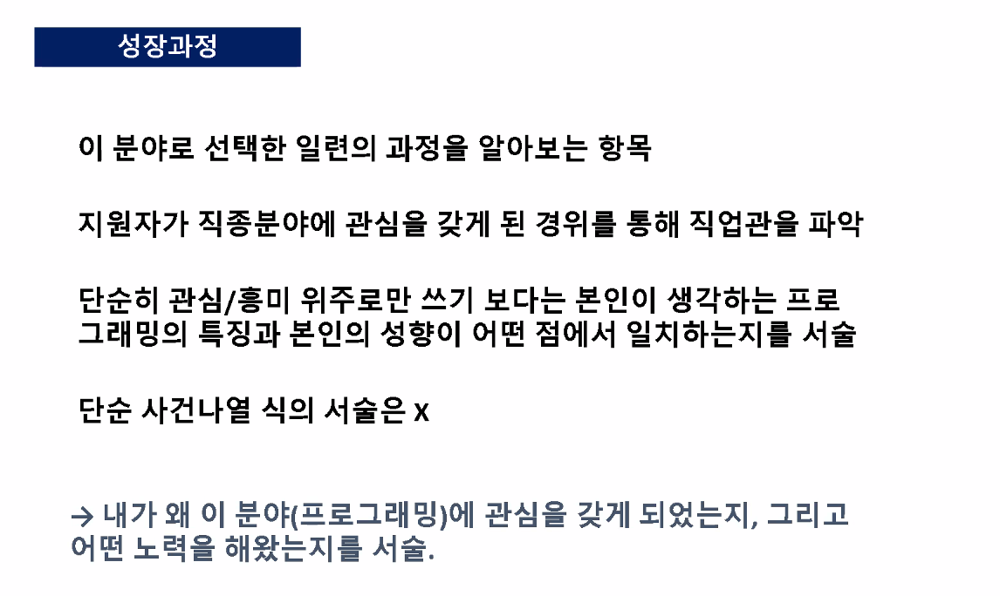 성장과정
이 분야로 선택한 일련의 과정을 알아보는 항목
지원자가 직종분야에 관심을 갖게 된 경위를 통해 직업관을 파악
단순히 관심/흥미 위주로만 쓰기 보다는 본인이 생각하는 프로
그래밍의 특징과 본인의 성향이 어떤 점에서 일치하는지를 서술
단순 사건나열 식의 서술은 X
→ 내가 왜 이 분야(프로그래밍)에 관심을 갖게 되었는지, 그리고
어떤 노력을 해왔는지를 서술.